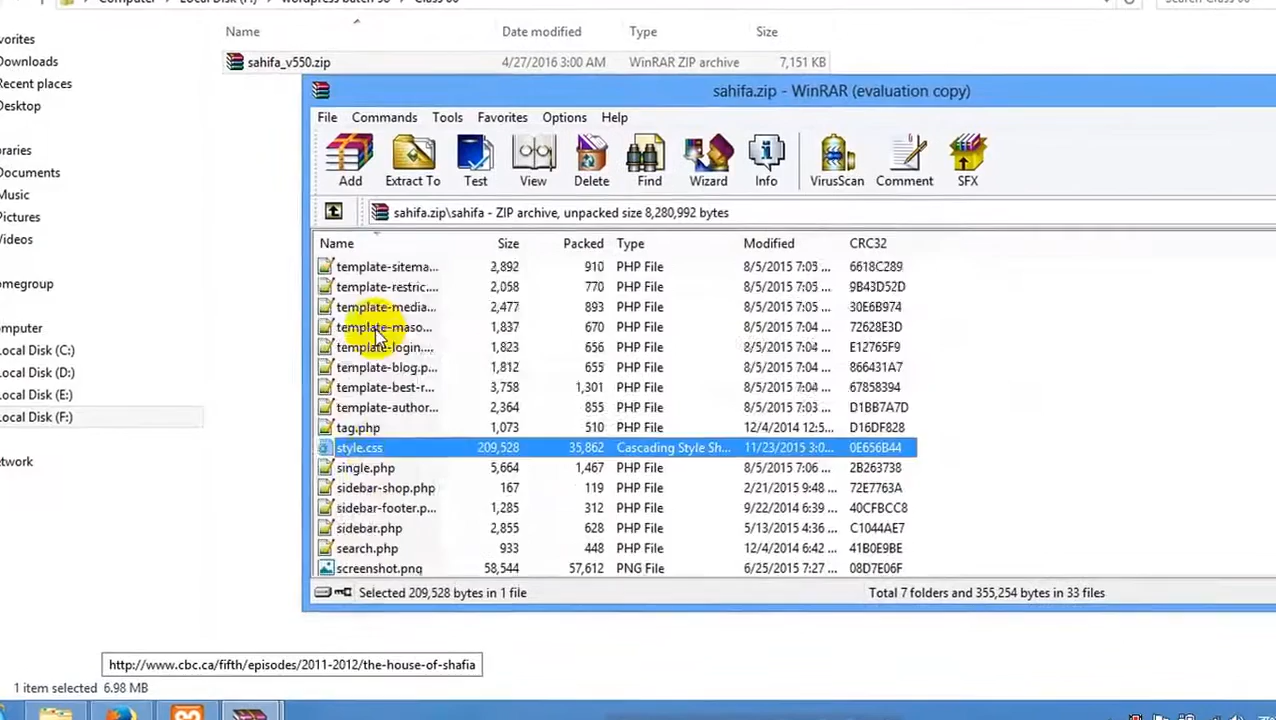 Computer Local Disk (F:) wordpress batch Class
Name Date modified Type Size
sahifa_v550.zip 4/27/2016 3:00 AM WinRAR ZIP archive 7,151 KB
vorites
Downloads
Recent places
Desktop
braries
Documents
Music
Pictures
Videos
omegroup
omputer
Local Disk (C:)
Local Disk (D:)
Local Disk (E:)
Local Disk (F:)
etwork
sahifa.zip - WinRAR (evaluation copy)
File Commands Tools Favorites Options Help
Add Extract To Test View Delete Find Wizard Info VirusScan Comment SFX
sahifa.zip\sahifa - ZIP archive, unpacked size 8,280,992 bytes
Name Size Packed Type Modified CRC32
template-sitema... 2,892 910 PHP File 8/5/2015 7:05 ... 6618C289
template-restric.... 2,058 770 PHP File 8/5/2015 7:05 ... 9B43D52D
template-media... 2,477 893 PHP File 8/5/2015 7:05 ... 30E6B974
template-maso... 1,837 670 PHP File 8/5/2015 7:04 ... 72628E3D
template-login.... 1,823 656 PHP File 8/5/2015 7:04 ... E12765F9
template-blog.p... 1,812 655 PHP File 8/5/2015 7:04 ... 866431A7
template-best-r... 3,758 1,301 PHP File 8/5/2015 7:04 ... 67858394
template-author... 2,364 855 PHP File 8/5/2015 7:03 ... D1BB7A7D
tag.php 1,073 510 PHP File 12/4/2014 12:5... D16DF828
style.css 209,528 35,862 Cascading Style Sh... 11/23/2015 3:0... 0E656B44
single.php 5,664 1,467 PHP File 8/5/2015 7:06 ... 2B263738
sidebar-shop.php 167 119 PHP File 2/21/2015 9:48 ... 72E7763A
sidebar-footer.p... 1,285 312 PHP File 9/22/2014 6:39 ... 40CFBCC8
sidebar.php 2,855 628 PHP File 5/13/2015 4:36 ... C1044AE7
search.php 933 448 PHP File 12/4/2014 6:42 ... 41B0E9BE
screenshot.png 58,544 57,612 PNG File 6/25/2015 7:27 ... 08D7E06F
Selected 209,528 bytes in 1 file Total 7 folders and 355,254 bytes in 33 files
http://www.cbc.ca/fifth/episodes/2011-2012/the-house-of-shafia
1 item selected 6.98 MB